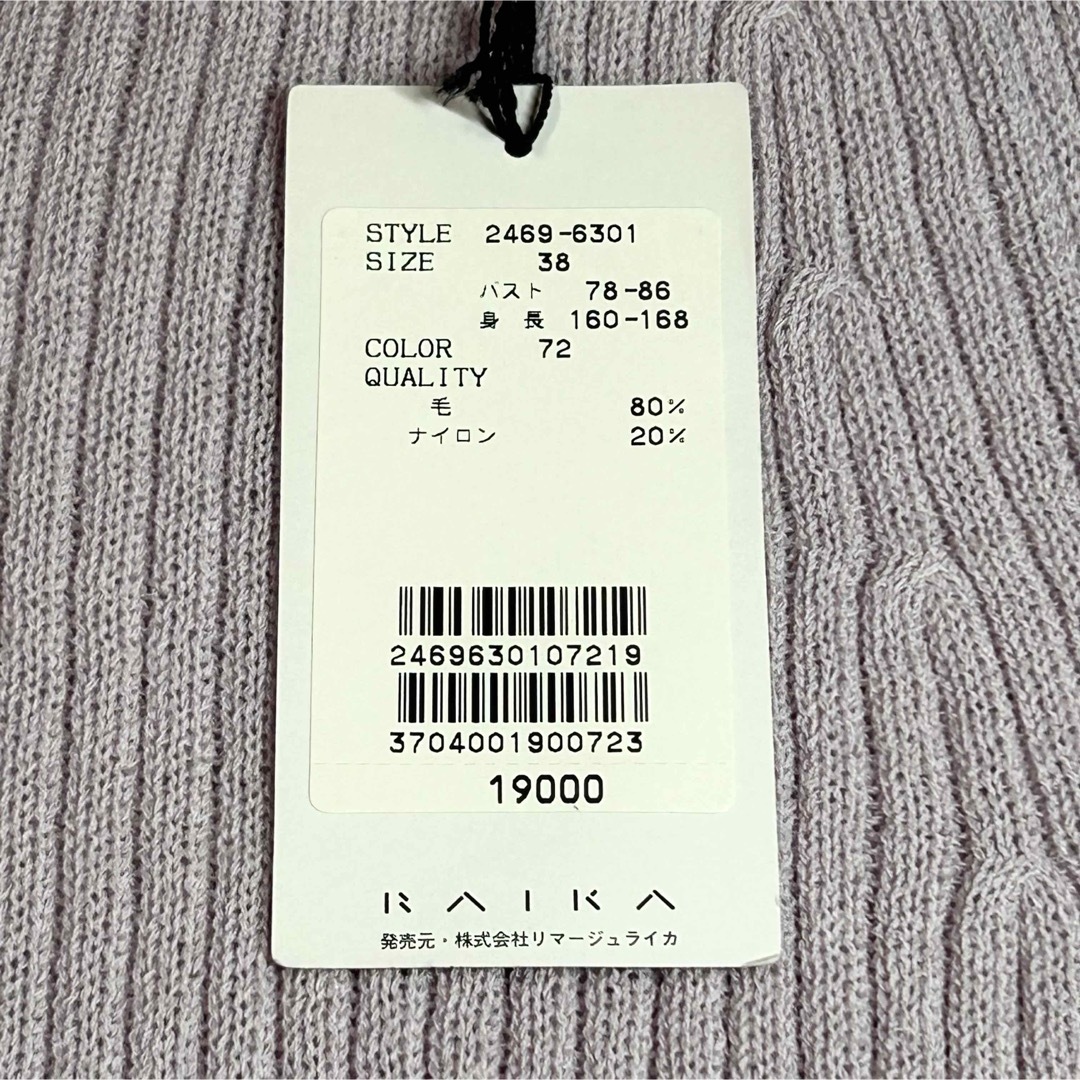 STYLE 2469-6301
SIZE 38
バスト 78-86
身 長 160-168
COLOR 72
QUALITY
毛 80%
ナイロン 20%
2469630107219
3704001900723
19000
RAIKA
発売元・株式会社リマージュライカ